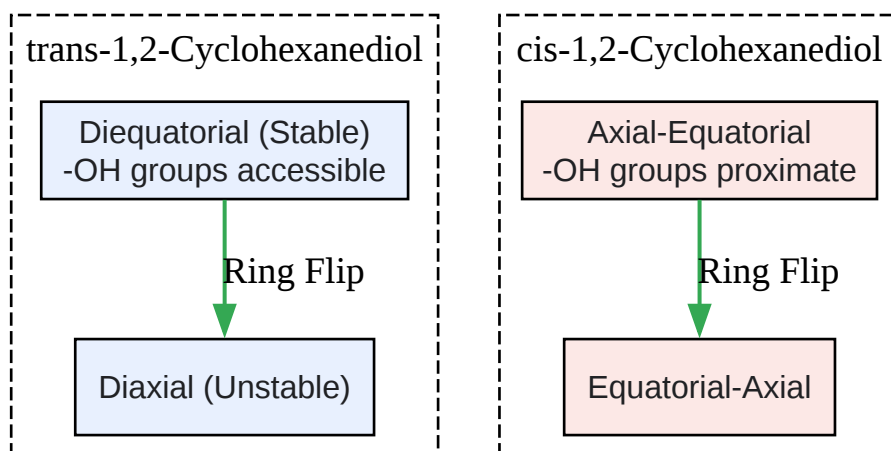 trans-1,2-Cyclohexanediol
Diequatorial (Stable)
-OH groups accessible
Ring Flip
Diaxial (Unstable)
cis-1,2-Cyclohexanediol
Axial-Equatorial
-OH groups proximate
Ring Flip
Equatorial-Axial